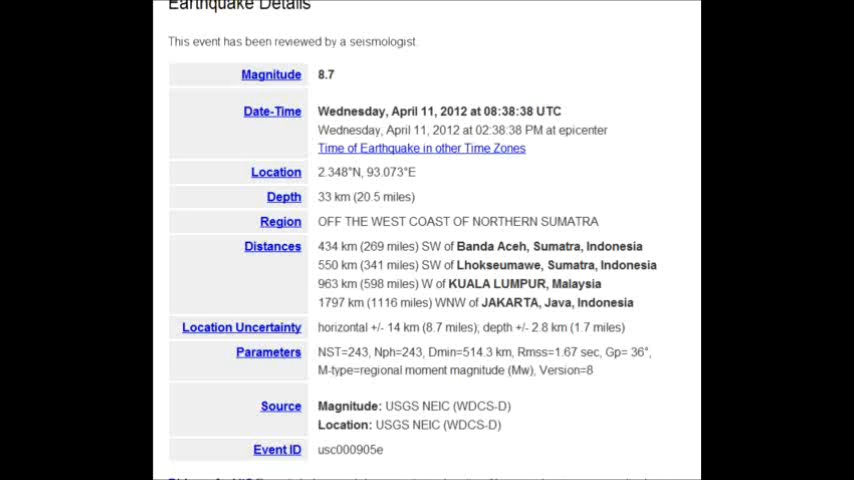 Earthquake Details
This event has been reviewed by a seismologist.
Magnitude 8.7
Date-Time Wednesday, April 11, 2012 at 08:38:38 UTC
Wednesday, April 11, 2012 at 02:38:38 PM at epicenter
Time of Earthquake in other Time Zones
Location 2.348°N, 93.073°E
Depth 33 km (20.5 miles)
Region OFF THE WEST COAST OF NORTHERN SUMATRA
Distances 434 km (269 miles) SW of Banda Aceh, Sumatra, Indonesia
550 km (341 miles) SW of Lhokseumawe, Sumatra, Indonesia
963 km (598 miles) W of KUALA LUMPUR, Malaysia
1797 km (1116 miles) WNW of JAKARTA, Java, Indonesia
Location Uncertainty horizontal +/- 14 km (8.7 miles); depth +/- 2.8 km (1.7 miles)
Parameters NST=243, Nph=243, Dmin=514.3 km, Rmss=1.67 sec, Gp= 36°,
M-type=regional moment magnitude (Mw), Version=8
Source Magnitude: USGS NEIC (WDCS-D)
Location: USGS NEIC (WDCS-D)
Event ID usc000905e